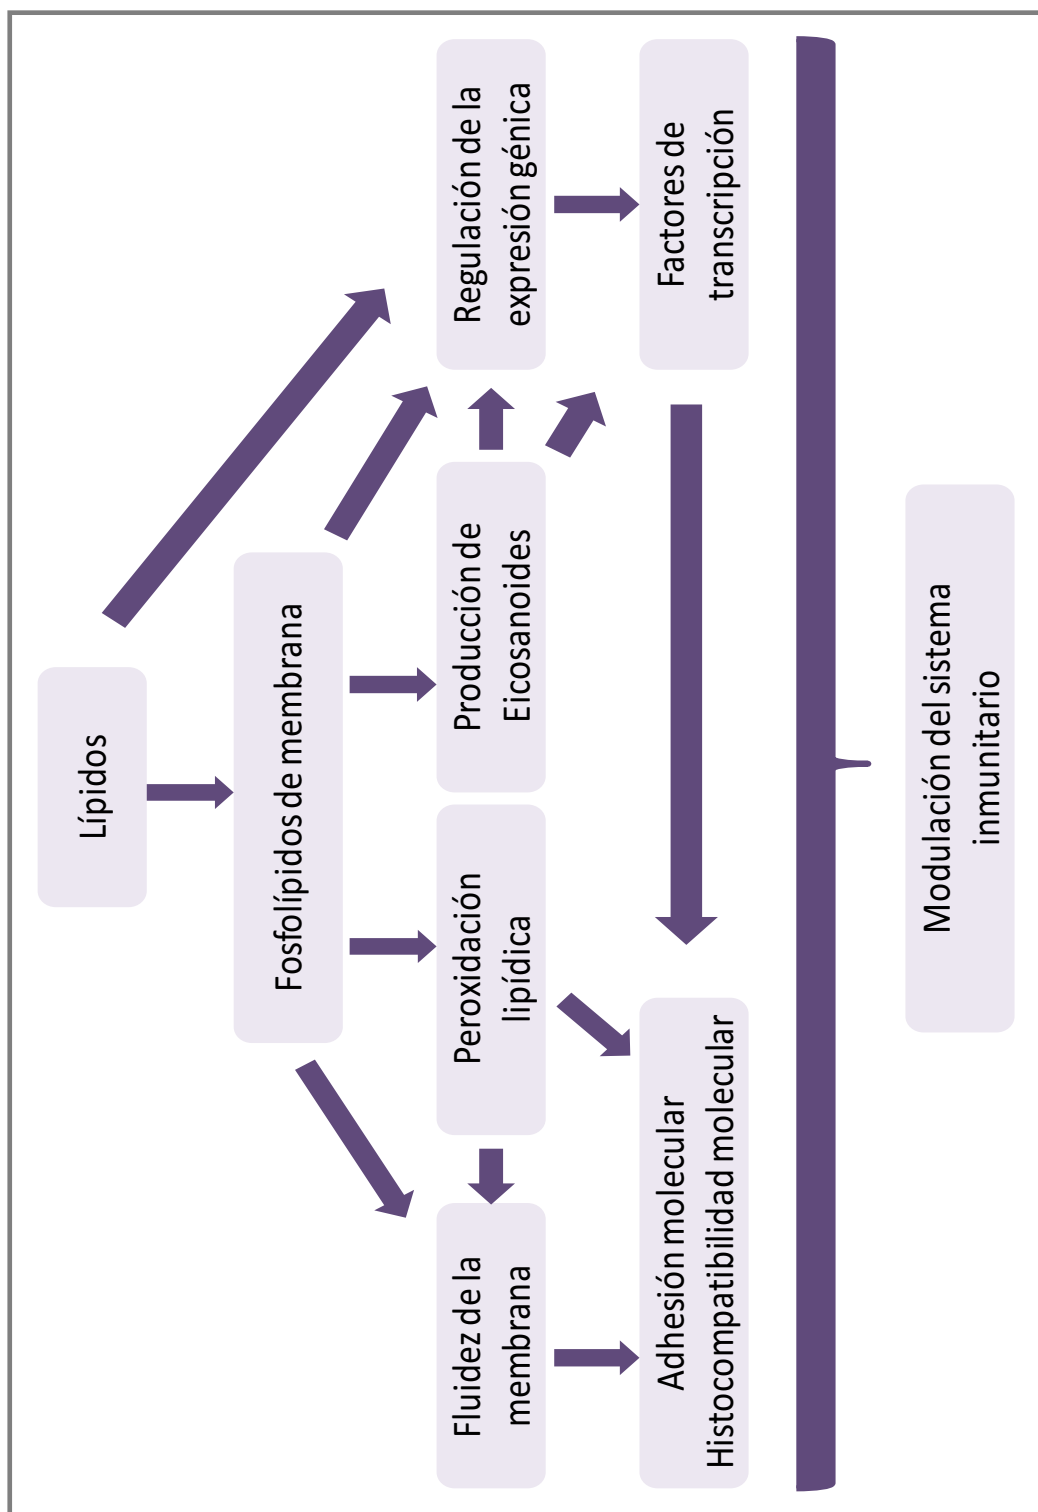 Lípidos
Fosfolípidos de membrana
Fluidez de la
membrana
Peroxidación
lipídica
Producción de
Eicosanoides
Regulación de la
expresión génica
Adhesión molecular
Histocompatibilidad molecular
Factores de
transcripción
Modulación del sistema
inmunitario